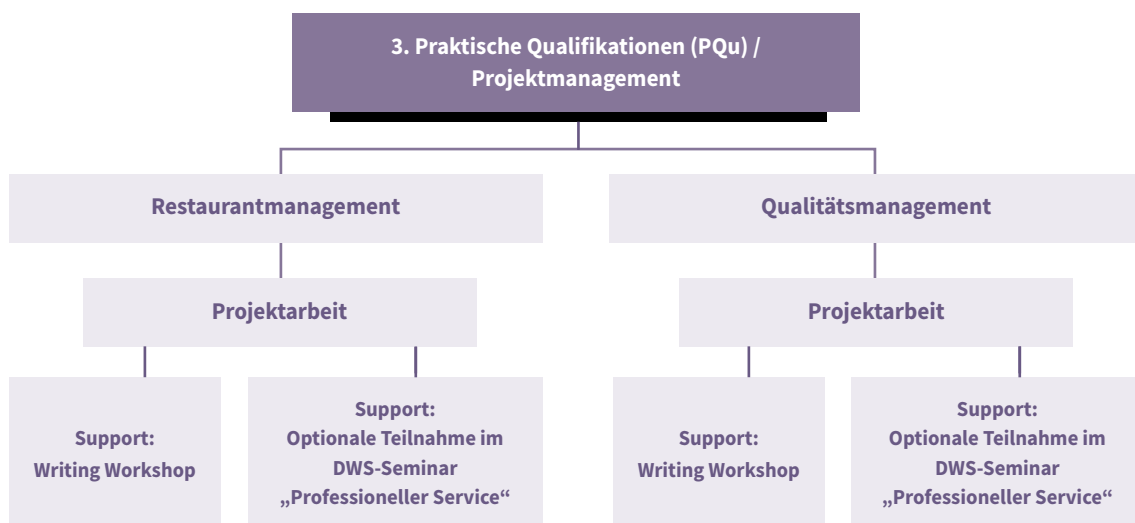 3. Praktische Qualifikationen (PQu) /
Projektmanagement
Restaurantmanagement
Qualitätsmanagement
Projektarbeit
Projektarbeit
Support:
Writing Workshop
Support:
Optionale Teilnahme im
DWS-Seminar
„Professioneller Service“
Support:
Writing Workshop
Support:
Optionale Teilnahme im
DWS-Seminar
„Professioneller Service“